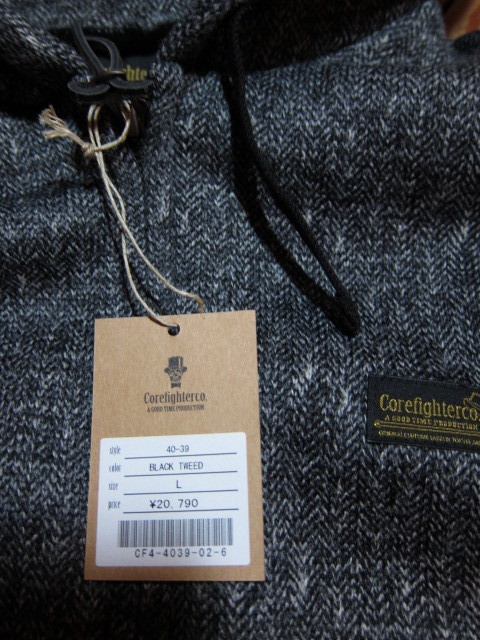 ghterco.
Corefighterco.
A GOOD TIME PRODUCTION
style 40-39
color BLACK TWEED
size L
price ¥20,790
CF4-4039-02-6
Corefighterco.
A GOOD TIME PRODUCTION